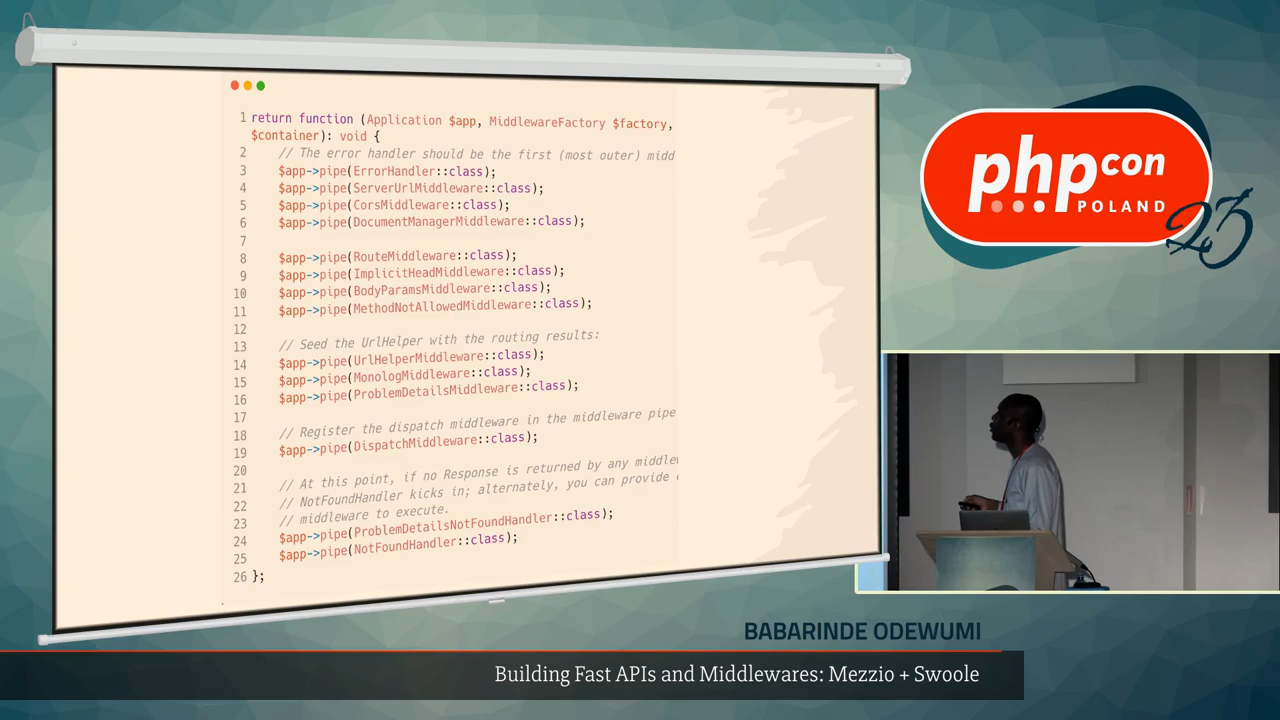 1 return function (Application $app, MiddlewareFactory $factory,
$container): void {
2 // The error handler should be the first (most outer) midd
3 $app->pipe(ErrorHandler::class);
4 $app->pipe(ServerUrlMiddleware::class);
5 $app->pipe(CorsMiddleware::class);
6 $app->pipe(DocumentManagerMiddleware::class);
7
8 $app->pipe(RouteMiddleware::class);
9 $app->pipe(ImplicitHeadMiddleware::class);
10 $app->pipe(BodyParamsMiddleware::class);
11 $app->pipe(MethodNotAllowedMiddleware::class);
12
13 // Seed the UrlHelper with the routing results:
14 $app->pipe(UrlHelperMiddleware::class);
15 $app->pipe(MonologMiddleware::class);
16 $app->pipe(ProblemDetailsMiddleware::class);
17
18 // Register the dispatch middleware in the middleware pipe
19 $app->pipe(DispatchMiddleware::class);
20
21 // At this point, if no Response is returned by any middle
22 // NotFoundHandler kicks in; alternately, you can provide
23 // middleware to execute.
24 $app->pipe(ProblemDetailsNotFoundHandler::class);
25 $app->pipe(NotFoundHandler::class);
26 };
phpcon
POLAND
23
BABARINDE ODEWUMI
Building Fast APIs and Middlewares: Mezzio + Swoole